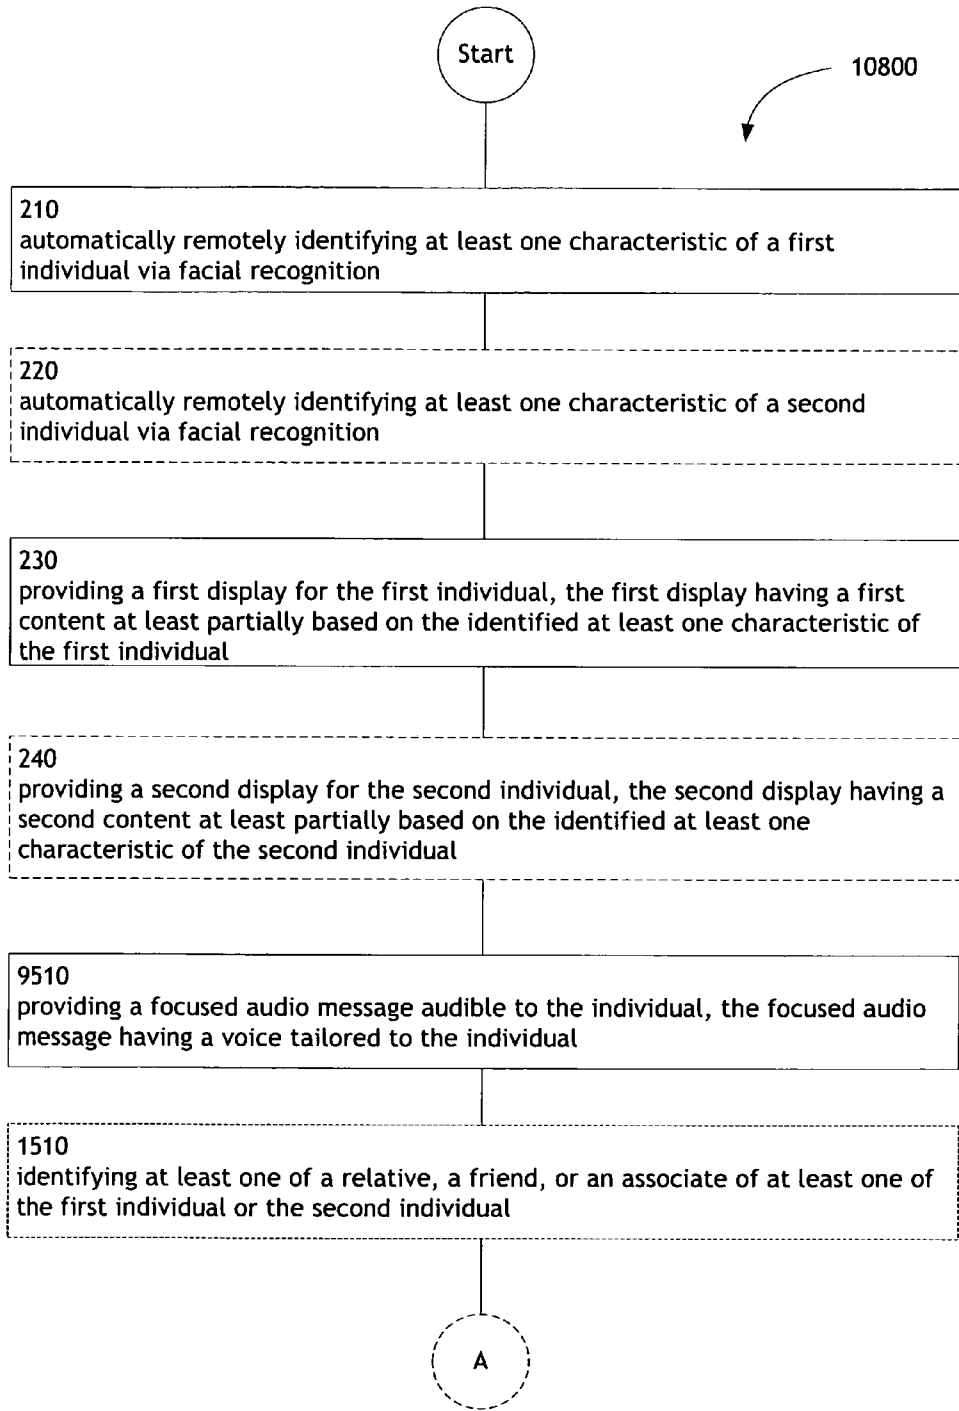 Start
10800
210
automatically remotely identifying at least one characteristic of a first
individual via facial recognition
220
automatically remotely identifying at least one characteristic of a second
individual via facial recognition
230
providing a first display for the first individual, the first display having a first
content at least partially based on the identified at least one characteristic of
the first individual
240
providing a second display for the second individual, the second display having a
second content at least partially based on the identified at least one
characteristic of the second individual
9510
providing a focused audio message audible to the individual, the focused audio
message having a voice tailored to the individual
1510
identifying at least one of a relative, a friend, or an associate of at least one of
the first individual or the second individual
A